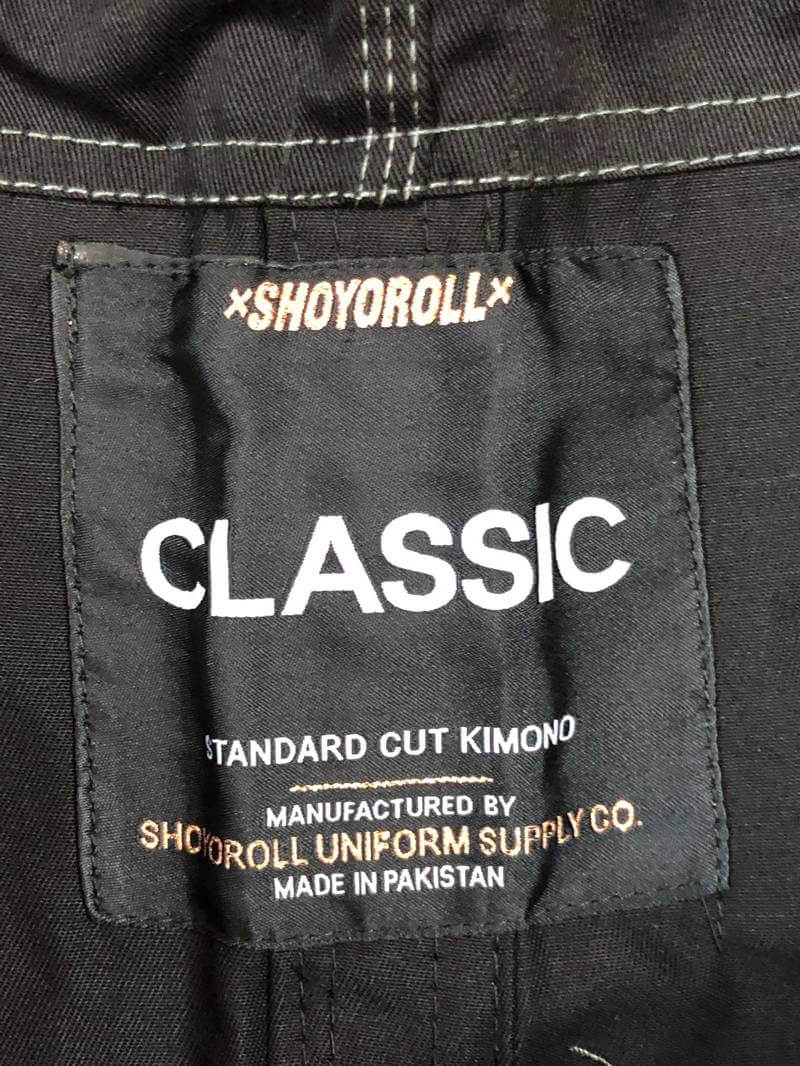 ×SHOYOROLL×
CLASSIC
STANDARD CUT KIMONO
MANUFACTURED BY
SHOYOROLL UNIFORM SUPPLY CO.
MADE IN PAKISTAN